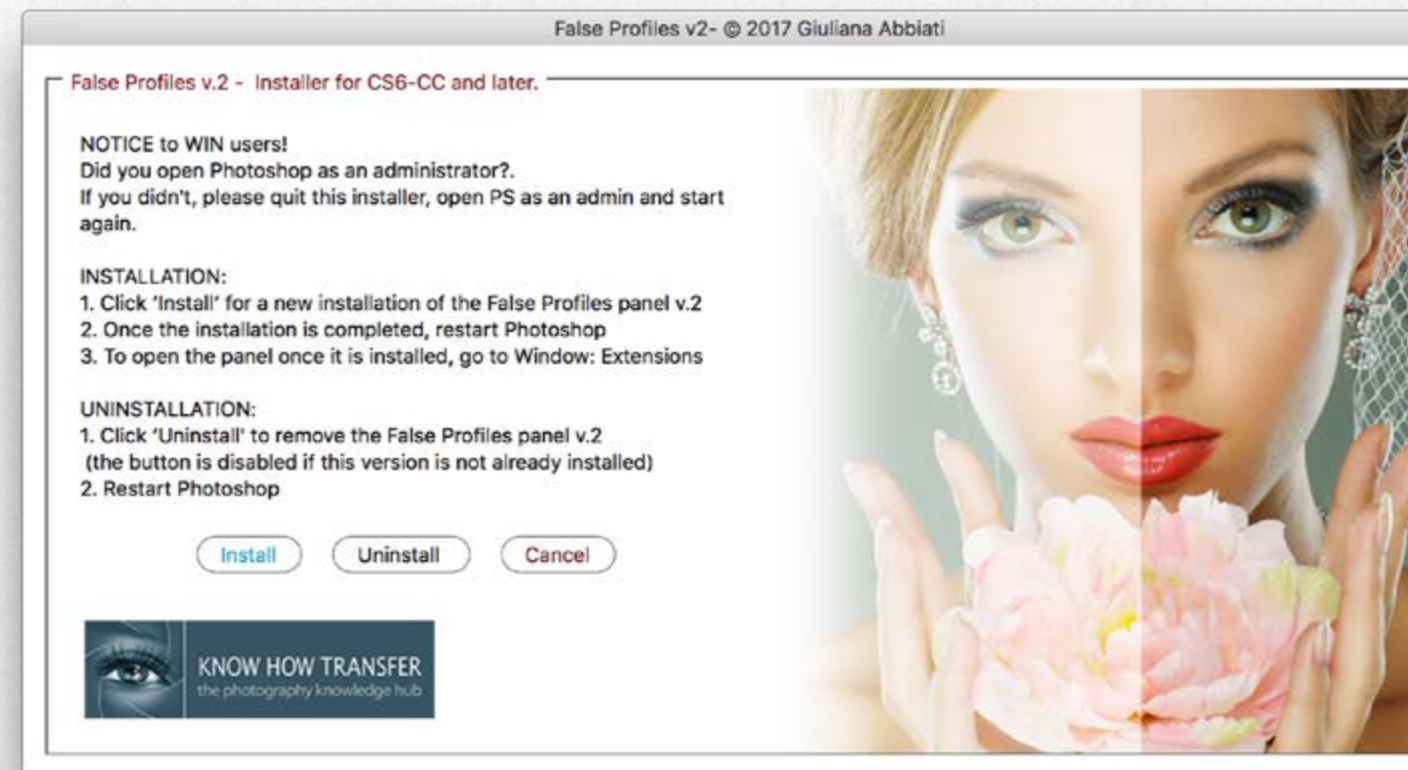 False Profiles v2- © 2017 Giuliana Abbiati
False Profiles v.2 -  Installer for CS6-CC and later.
NOTICE to WIN users!
Did you open Photoshop as an administrator?.
If you didn't, please quit this installer, open PS as an admin and start
again.
INSTALLATION:
1. Click ‘Install’ for a new installation of the False Profiles panel v.2
2. Once the installation is completed, restart Photoshop
3. To open the panel once it is installed, go to Window: Extensions
UNINSTALLATION:
1. Click ‘Uninstall' to remove the False Profiles panel v.2
(the button is disabled if this version is not already installed)
2. Restart Photoshop
Install Uninstall Cancel
KNOW HOW TRANSFER
the photography knowledge hub